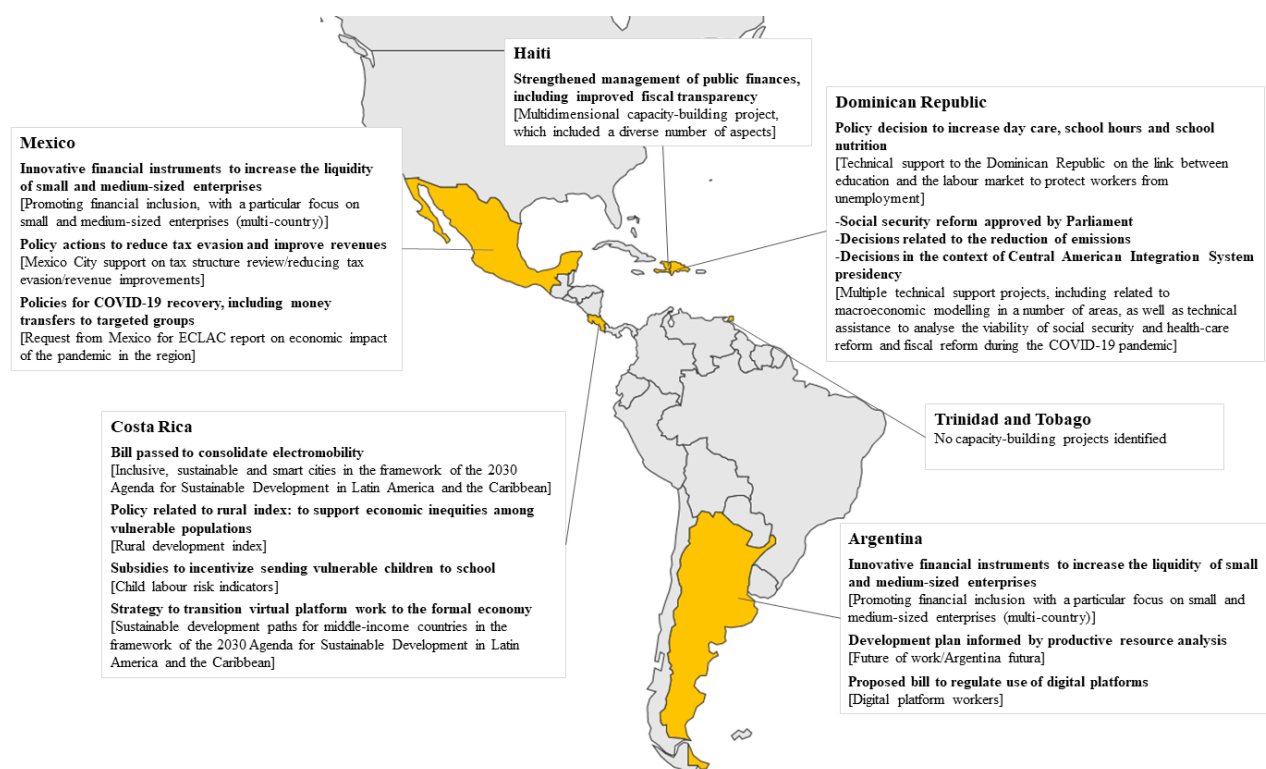 Haiti
Strengthened management of public finances,
including improved fiscal transparency
[Multidimensional capacity-building project,
which included a diverse number of aspects]
Dominican Republic
Policy decision to increase day care, school hours and school
nutrition
[Technical support to the Dominican Republic on the link between
education and the labour market to protect workers from
unemployment]
-Social security reform approved by Parliament
-Decisions related to the reduction of emissions
-Decisions in the context of Central American Integration System
presidency
[Multiple technical support projects, including related to
macroeconomic modelling in a number of areas, as well as technical
assistance to analyse the viability of social security and health-care
reform and fiscal reform during the COVID-19 pandemic]
Mexico
Innovative financial instruments to increase the liquidity
of small and medium-sized enterprises
[Promoting financial inclusion, with a particular focus on
small and medium-sized enterprises (multi-country)]
Policy actions to reduce tax evasion and improve revenues
[Mexico City support on tax structure review/reducing tax
evasion/revenue improvements]
Policies for COVID-19 recovery, including money
transfers to targeted groups
[Request from Mexico for ECLAC report on economic impact
of the pandemic in the region]
Trinidad and Tobago
No capacity-building projects identified
Costa Rica
Bill passed to consolidate electromobility
[Inclusive, sustainable and smart cities in the framework of the 2030
Agenda for Sustainable Development in Latin America and the Caribbean]
Policy related to rural index: to support economic inequities among
vulnerable populations
[Rural development index]
Subsidies to incentivize sending vulnerable children to school
[Child labour risk indicators]
Strategy to transition virtual platform work to the formal economy
[Sustainable development paths for middle-income countries in the
framework of the 2030 Agenda for Sustainable Development in Latin
America and the Caribbean]
Argentina
Innovative financial instruments to increase the liquidity of small
and medium-sized enterprises
[Promoting financial inclusion with a particular focus on small and
medium-sized enterprises (multi-country)]
Development plan informed by productive resource analysis
[Future of work/Argentina futura]
Proposed bill to regulate use of digital platforms
[Digital platform workers]